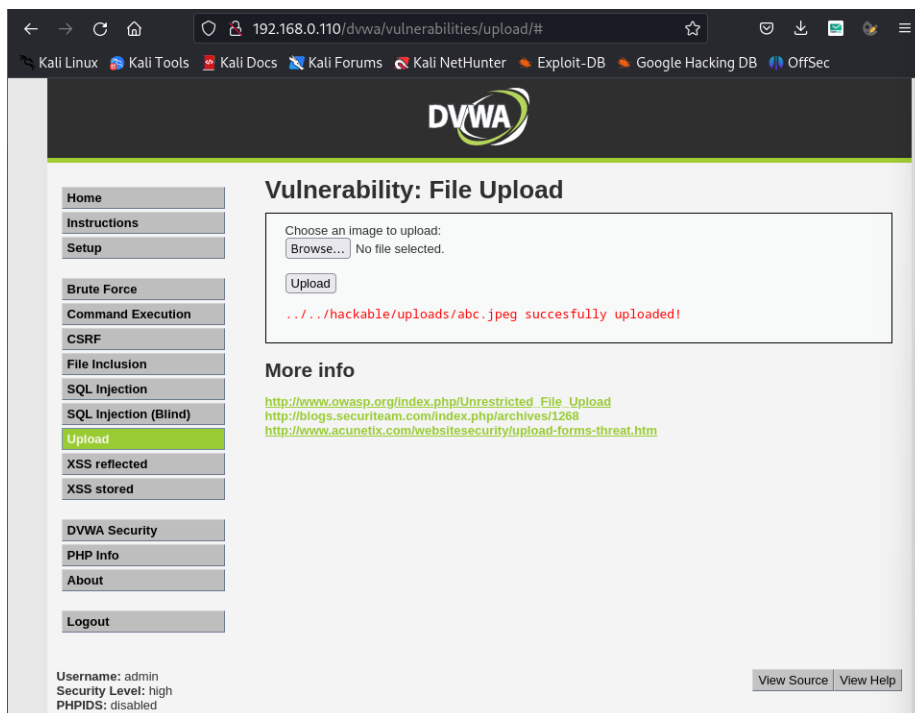 192.168.0.110/dvwa/vulnerabilities/upload/#
Kali Linux Kali Tools Kali Docs Kali Forums Kali NetHunter Exploit-DB Google Hacking DB OffSec
DVWA
Home
Instructions
Setup
Brute Force
Command Execution
CSRF
File Inclusion
SQL Injection
SQL Injection (Blind)
Upload
XSS reflected
XSS stored
DVWA Security
PHP Info
About
Logout
Vulnerability: File Upload
Choose an image to upload:
Browse... No file selected.
Upload
../../hackable/uploads/abc.jpeg succesfully uploaded!
More info
http://www.owasp.org/index.php/Unrestricted_File_Upload
http://blogs.securiteam.com/index.php/archives/1268
http://www.acunetix.com/websitesecurity/upload-forms-threat.htm
Username: admin
Security Level: high
PHPIDS: disabled
View Source View Help